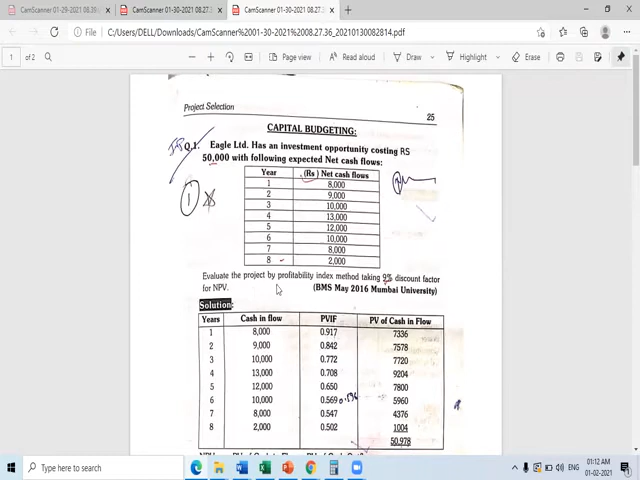 CamScanner 01-29-2021 08.39
CamScanner 01-30-2021 08.27.36
CamScanner 01-30-2021 08.27.36
File
C:/Users/DELL/Downloads/CamScanner%2001-30-2021%2008.27.36_20210130082814.pdf
1 of 2
Page view
Read aloud
Draw
Highlight
Erase
Project Selection
25
CAPITAL BUDGETING:
Q.1. Eagle Ltd. Has an investment opportunity costing RS
50,000 with following expected Net cash flows:
Year (Rs) Net cash flows
1 8,000
2 9,000
3 10,000
4 13,000
5 12,000
6 10,000
7 8,000
8 2,000
1
Evaluate the project by profitability index method taking 9% discount factor
for NPV. (BMS May 2016 Mumbai University)
Solution:
Years Cash in flow PVIF PV of Cash in Flow
1 8,000 0.917 7336
2 9,000 0.842 7578
3 10,000 0.772 7720
4 13,000 0.708 9204
5 12,000 0.650 7800
6 10,000 0.569 5960
7 8,000 0.547 4376
8 2,000 0.502 1004
50,978
Type here to search
ENG
01:12 AM
01-02-2021